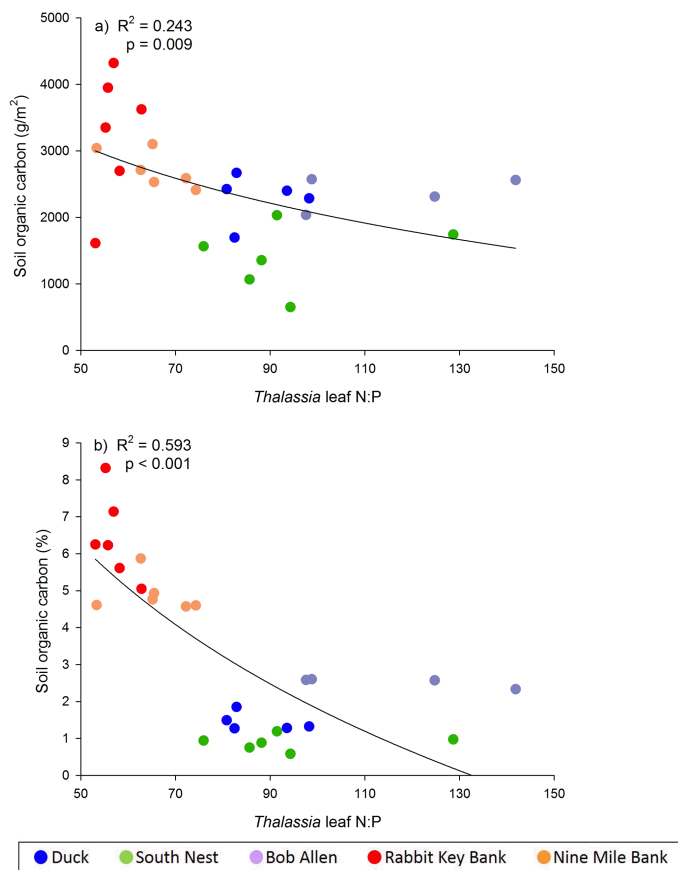 a) R² = 0.243
p = 0.009
5000
4000
3000
2000
1000
0
Soil organic carbon (g/m²)
50 70 90 110 130 150
Thalassia leaf N:P
b) R² = 0.593
p < 0.001
9
8
7
6
5
4
3
2
1
0
Soil organic carbon (%)
50 70 90 110 130 150
Thalassia leaf N:P
Duck South Nest Bob Allen Rabbit Key Bank Nine Mile Bank